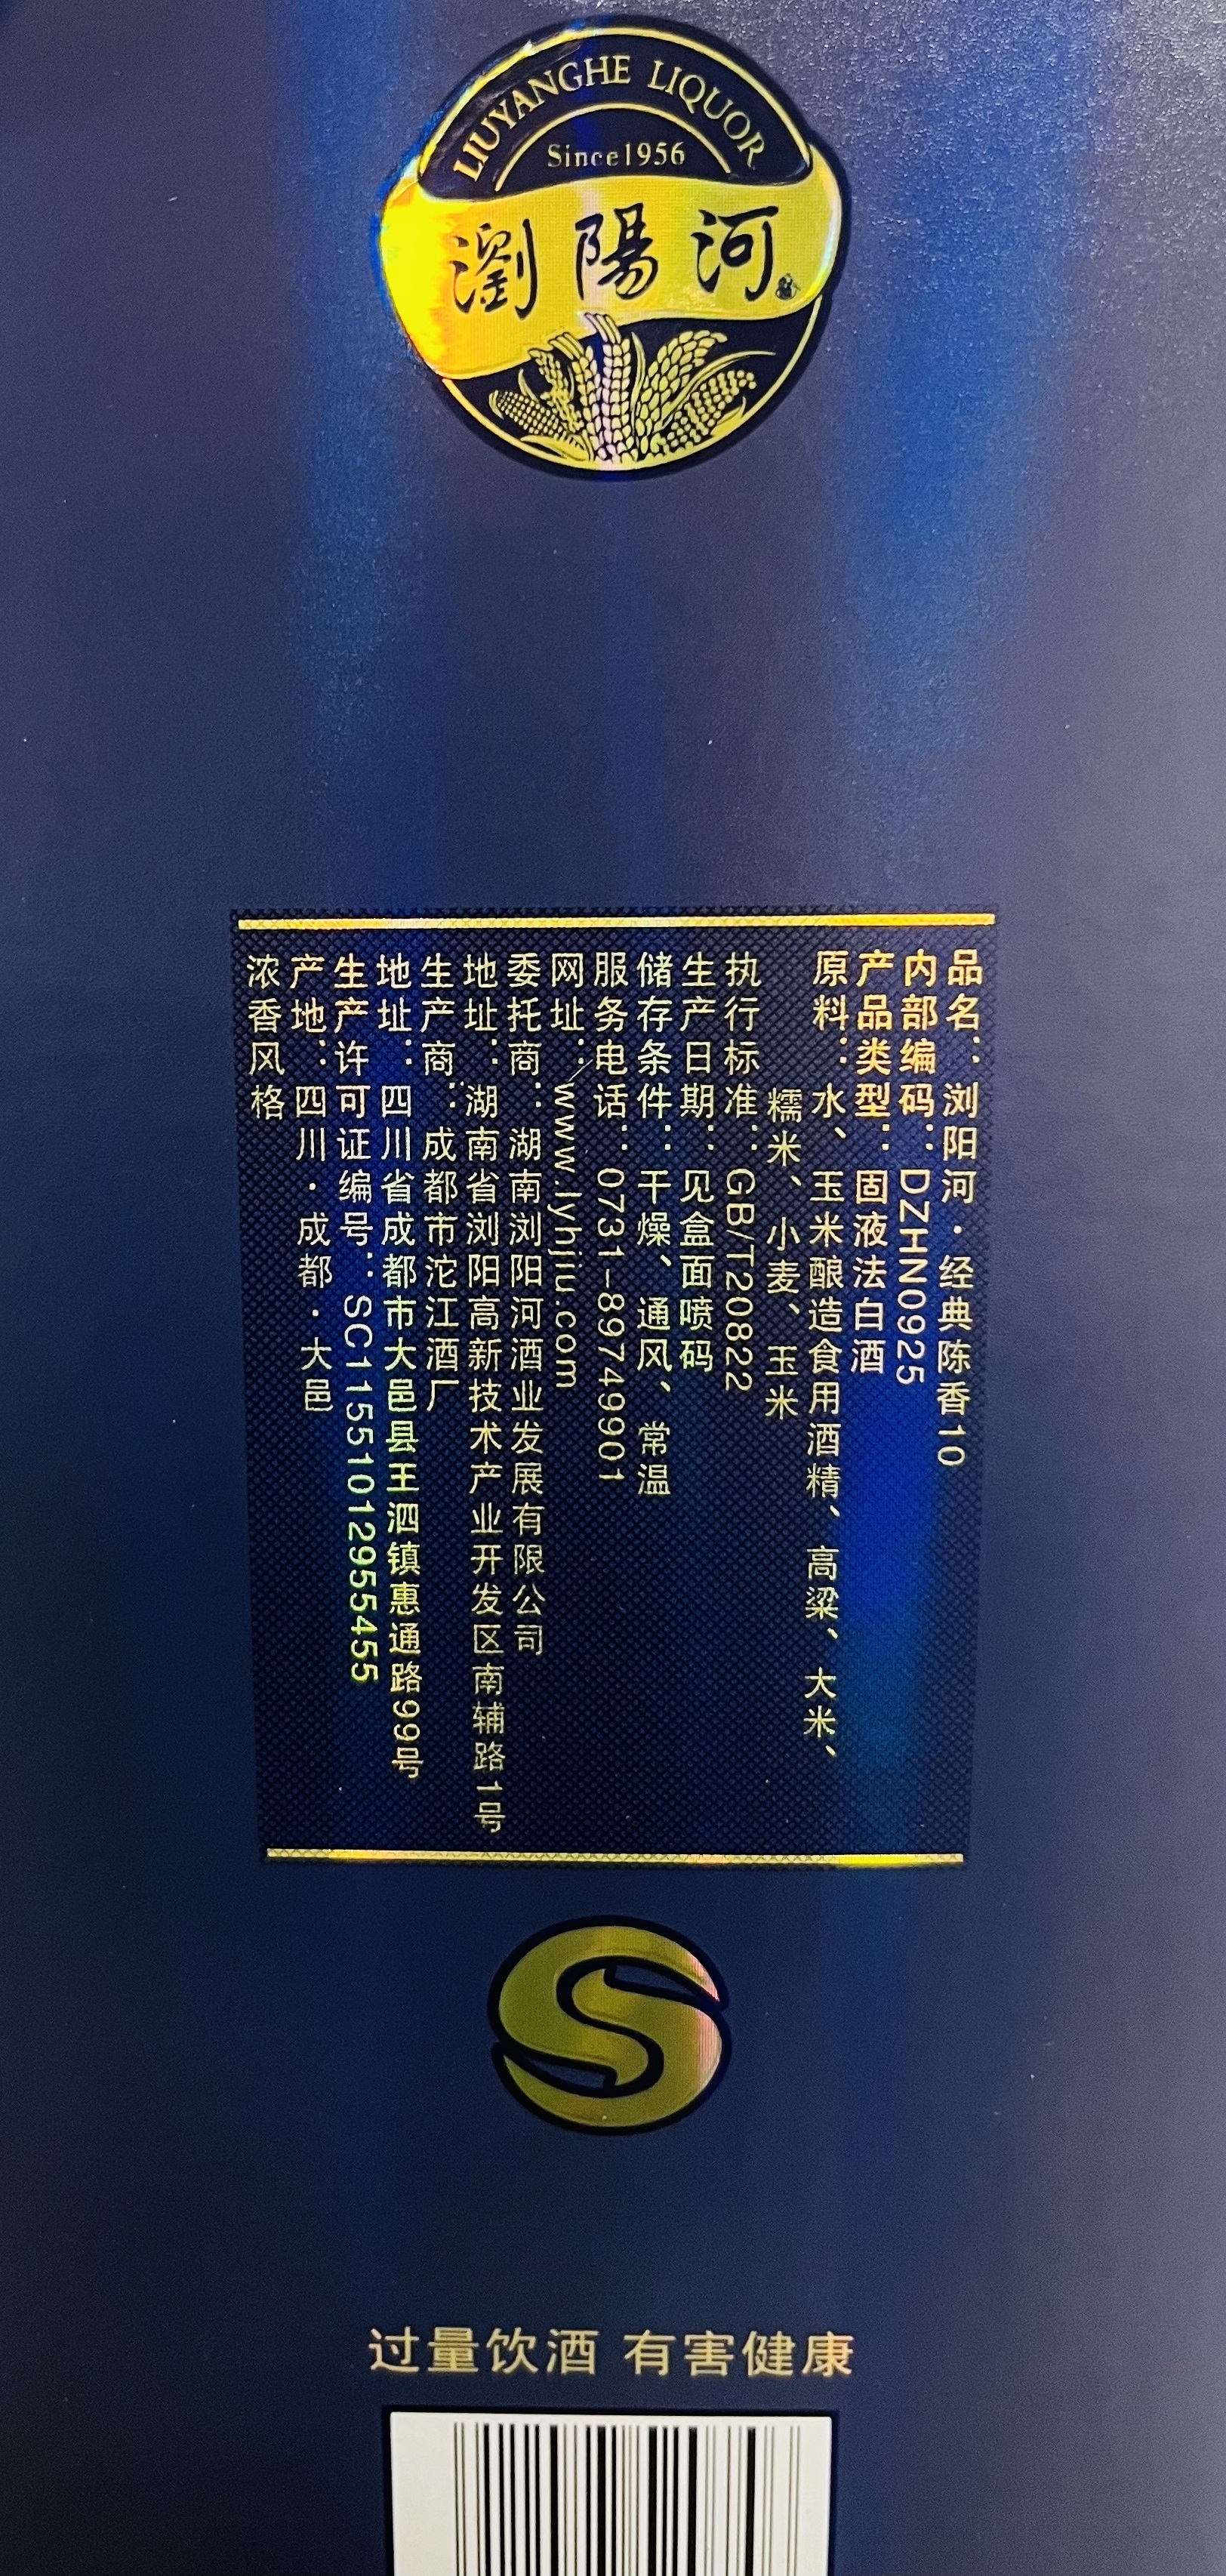 LIUYANGHE LIQUOR
Since1956
瀏陽河
品名：浏阳河·经典陈香10
内部编码：DZHN0925
产品类型：固液法白酒
原料：水、玉米酿造食用酒精、高粱、大米、
糯米、小麦、玉米
执行标准：GB/T20822
生产日期：见盒面喷码
储存条件：干燥、通风、常温
服务电话：0731-89749901
网址：www.lyhjiu.com
委托商：湖南浏阳河酒业发展有限公司
地址：湖南省浏阳高新技术产业开发区南辅路1号
生产商：成都市沱江酒厂
地址：四川省成都市大邑县王泗镇惠通路99号
生产许可证编号：SC11551012955455
产地：四川·成都·大邑
浓香风格
过量饮酒 有害健康